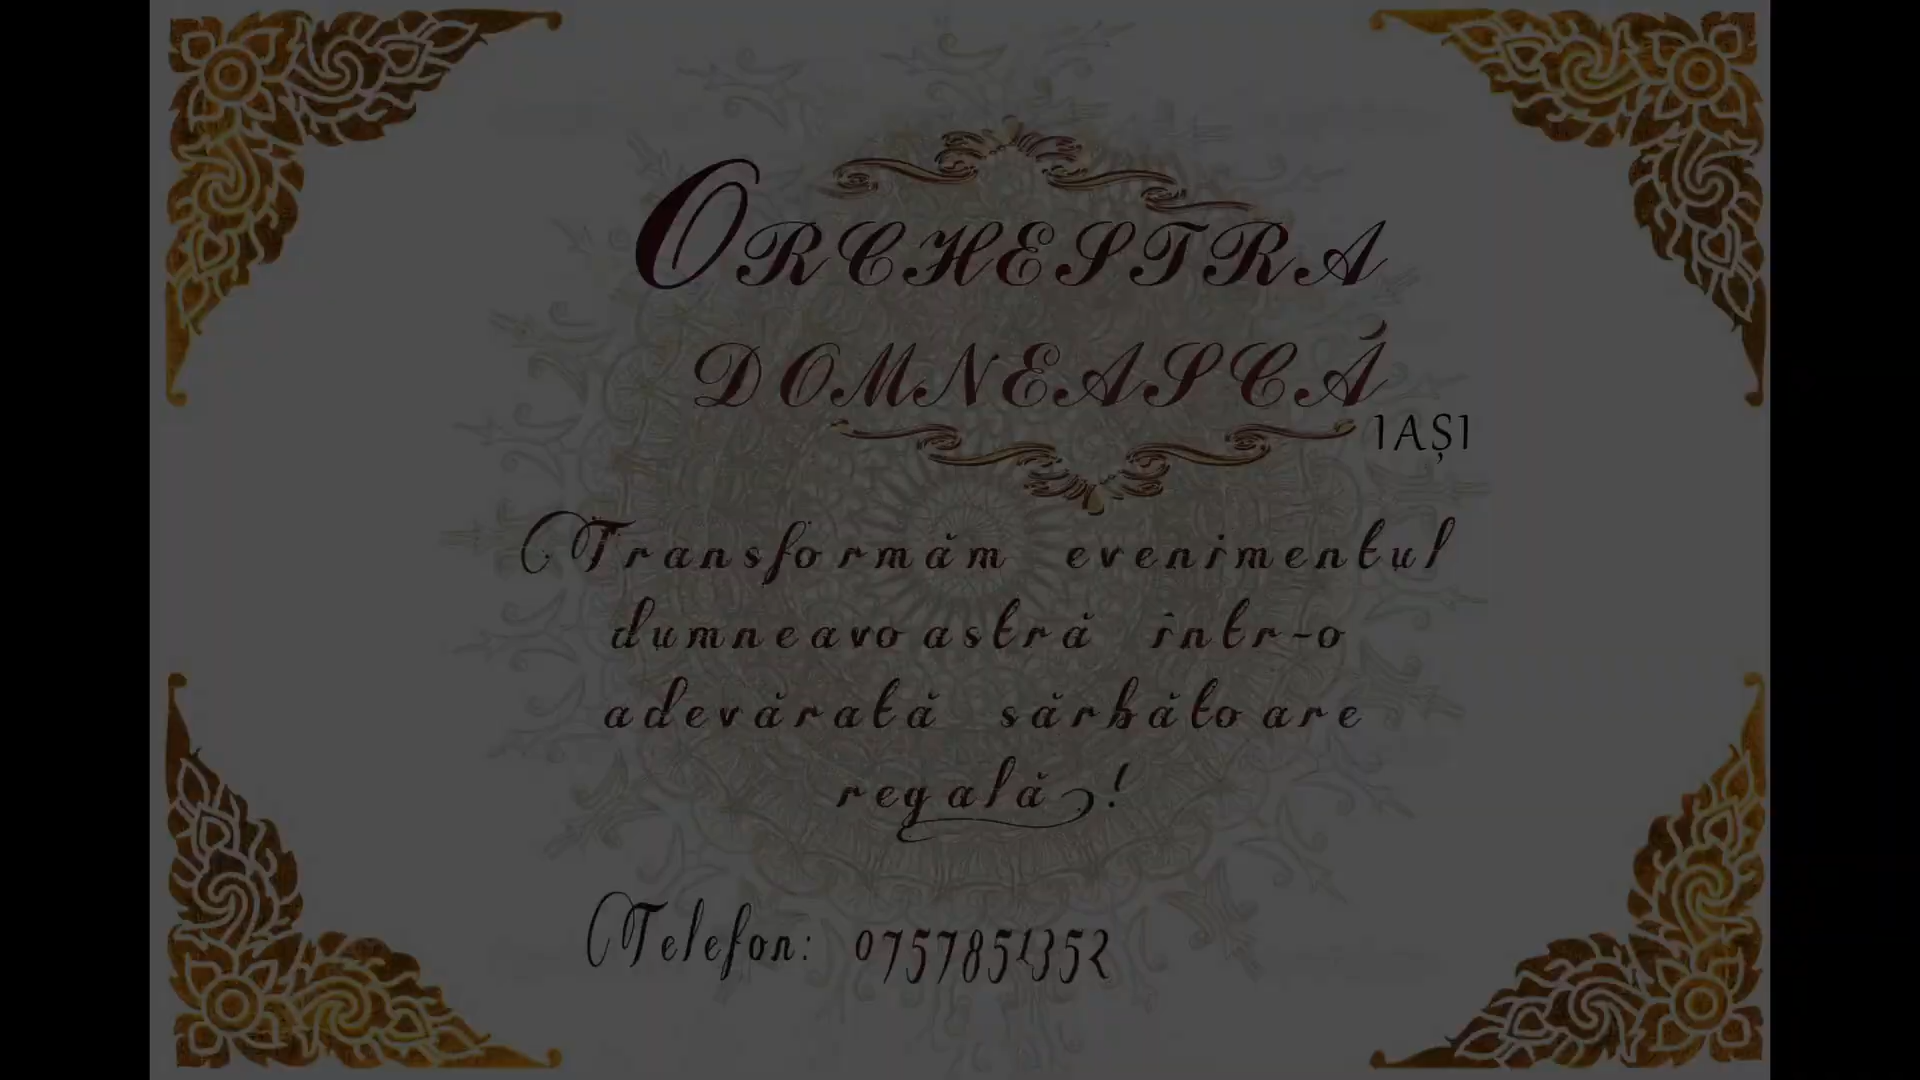 ORCHESTRA
DOMNEASCĂ
IAȘI
Transformăm evenimentul
dumneavoastră într-o
adevărată sărbătoare
regală!
Telefon: 0757851352